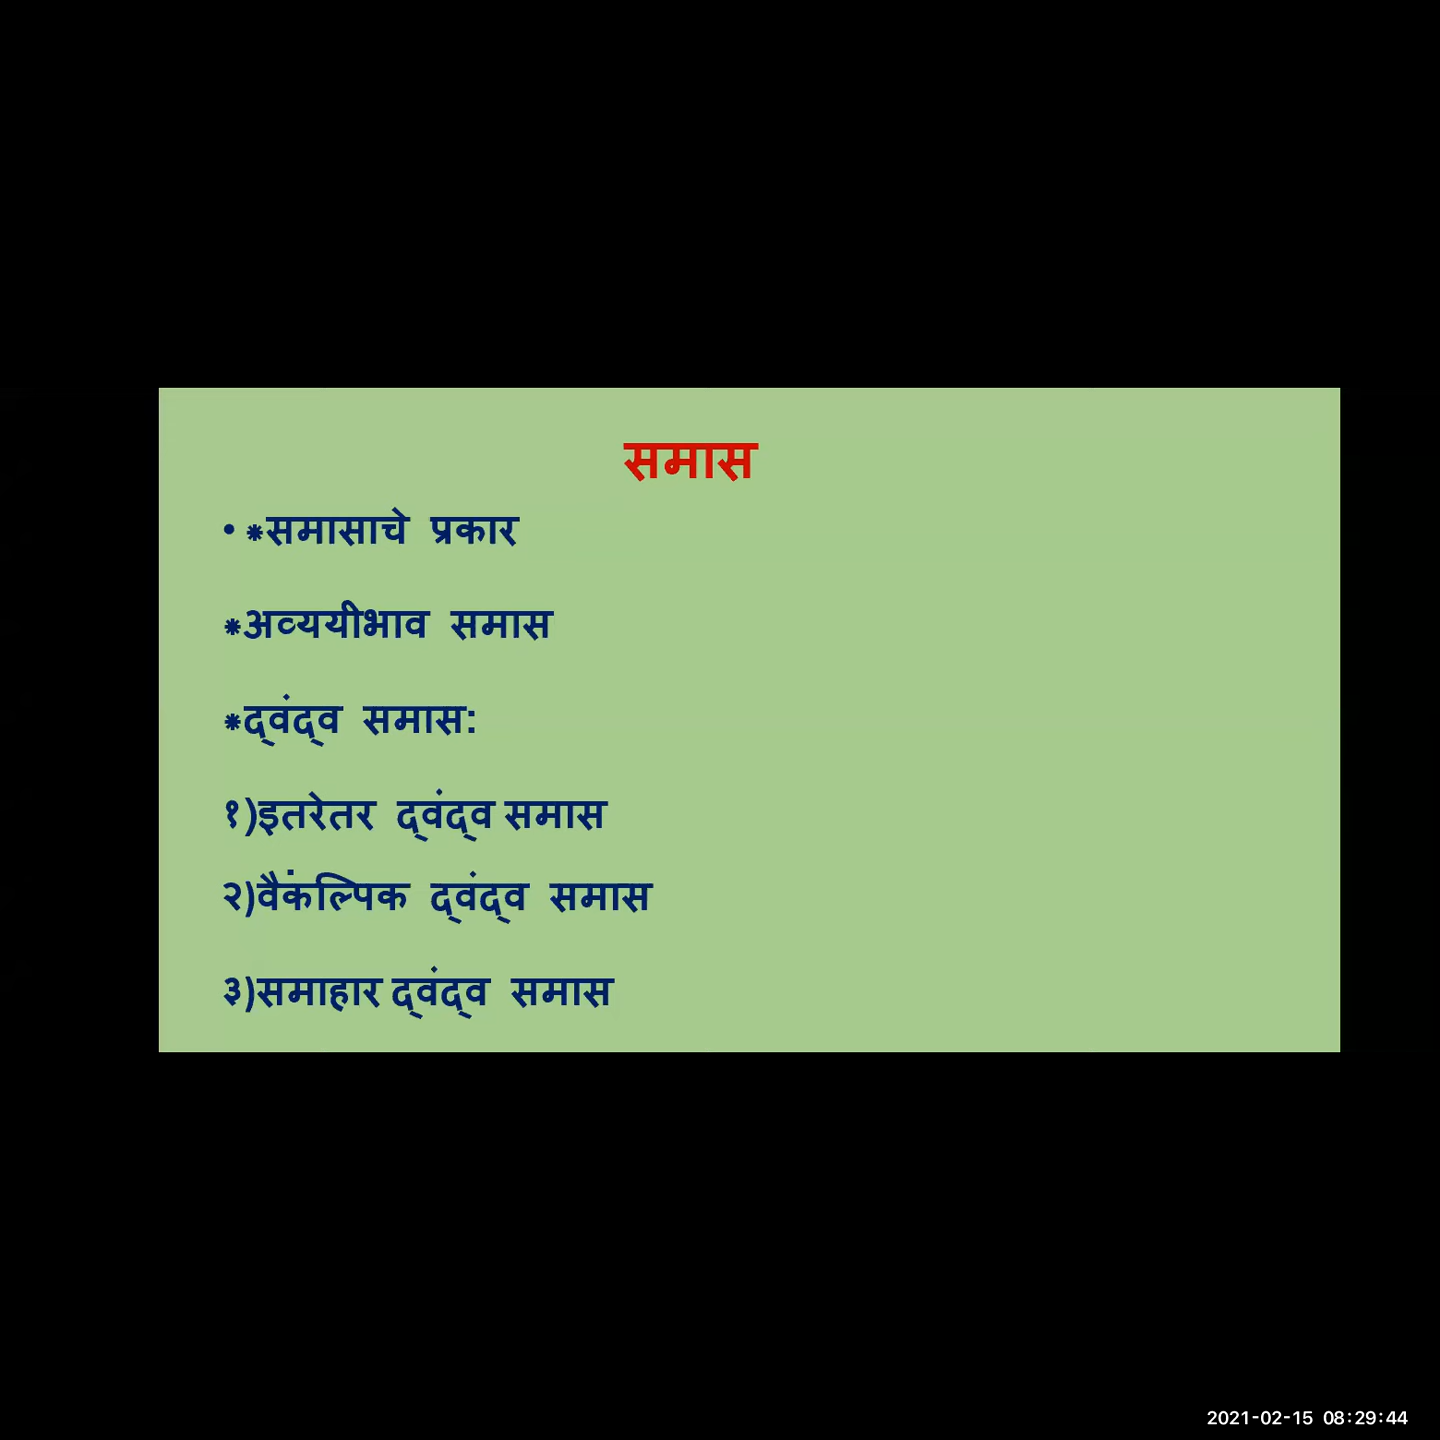 समास
• *समासाचे प्रकार
*अव्ययीभाव समास
*द्वंद्व समास:
१)इतरेतर द्वंद्व समास
२)वैकंल्पिक द्वंद्व समास
३)समाहार द्वंद्व समास
2021-02-15 08:29:44